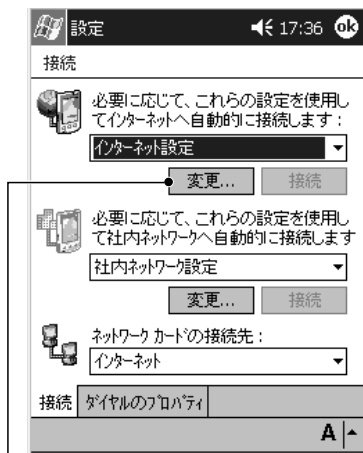 設定 17:36 ok
接続
必要に応じて、これらの設定を使用し
てインターネットへ自動的に接続します：
インターネット設定
変更... 接続
必要に応じて、これらの設定を使用し
て社内ネットワークへ自動的に接続します
社内ネットワーク設定
変更... 接続
ネットワーク カードの接続先：
インターネット
接続 ダイヤルのプロパティ
A